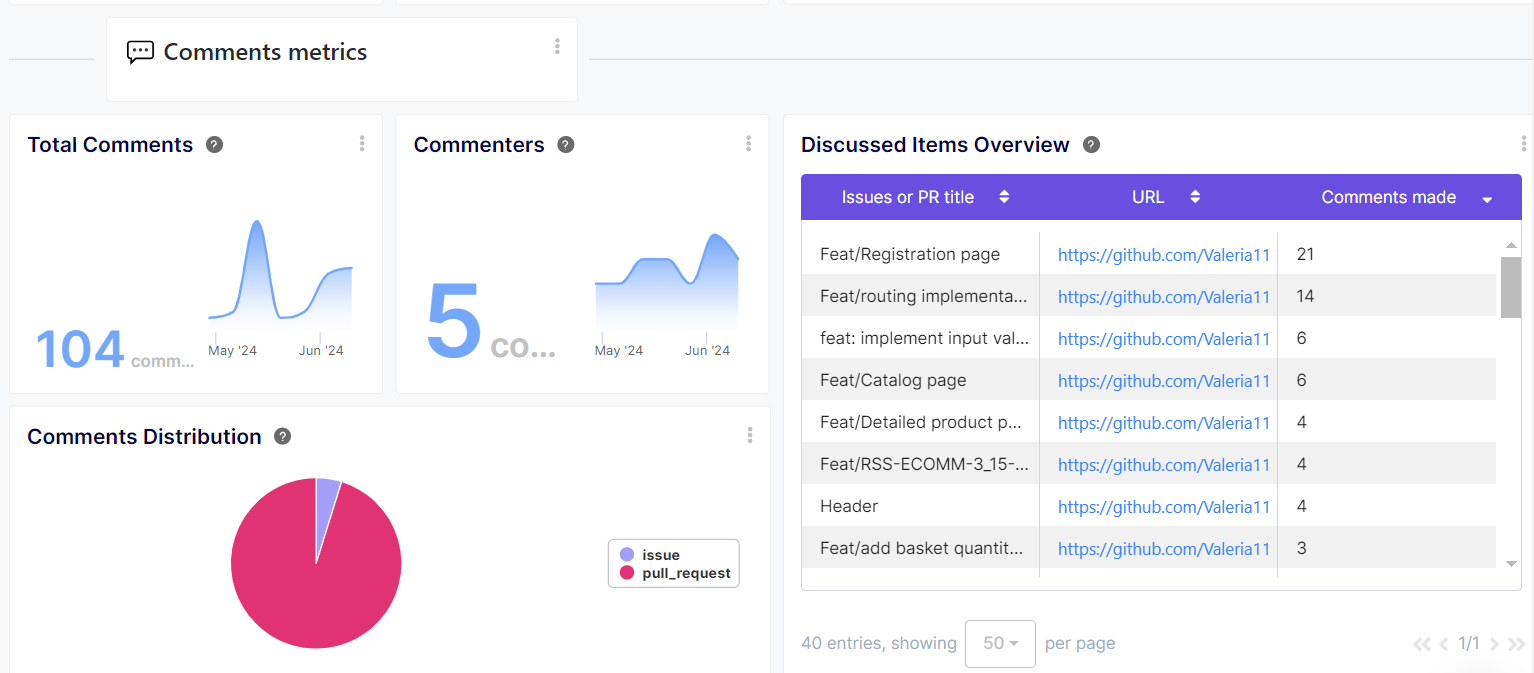 Comments metrics
Total Comments
104 comm...
May '24 Jun '24
Commenters
5 co...
May '24 Jun '24
Comments Distribution
issue
pull_request
Discussed Items Overview
Issues or PR title URL Comments made
Feat/Registration page https://github.com/Valeria11 21
Feat/routing implementa... https://github.com/Valeria11 14
feat: implement input val... https://github.com/Valeria11 6
Feat/Catalog page https://github.com/Valeria11 6
Feat/Detailed product p... https://github.com/Valeria11 4
Feat/RSS-ECOMM-3_15-... https://github.com/Valeria11 4
Header https://github.com/Valeria11 4
Feat/add basket quantit... https://github.com/Valeria11 3
40 entries, showing 50 per page 1/1